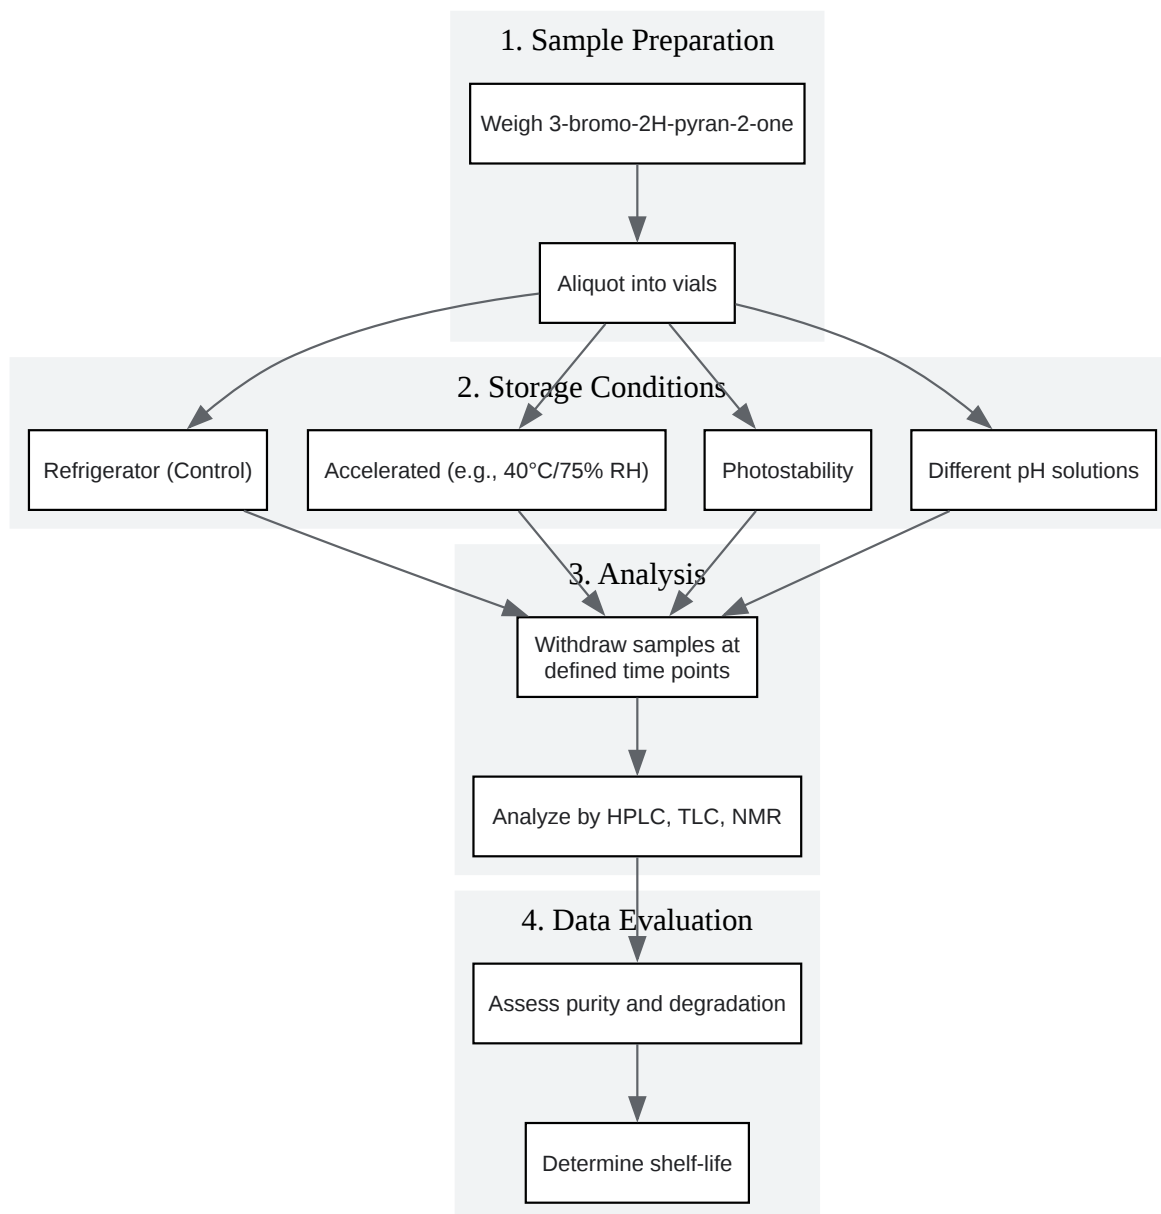 1. Sample Preparation
Weigh 3-bromo-2H-pyran-2-one
Aliquot into vials
2. Storage Conditions
Refrigerator (Control)
Accelerated (e.g., 40°C/75% RH)
Photostability
Different pH solutions
3. Analysis
Withdraw samples at
defined time points
Analyze by HPLC, TLC, NMR
4. Data Evaluation
Assess purity and degradation
Determine shelf-life